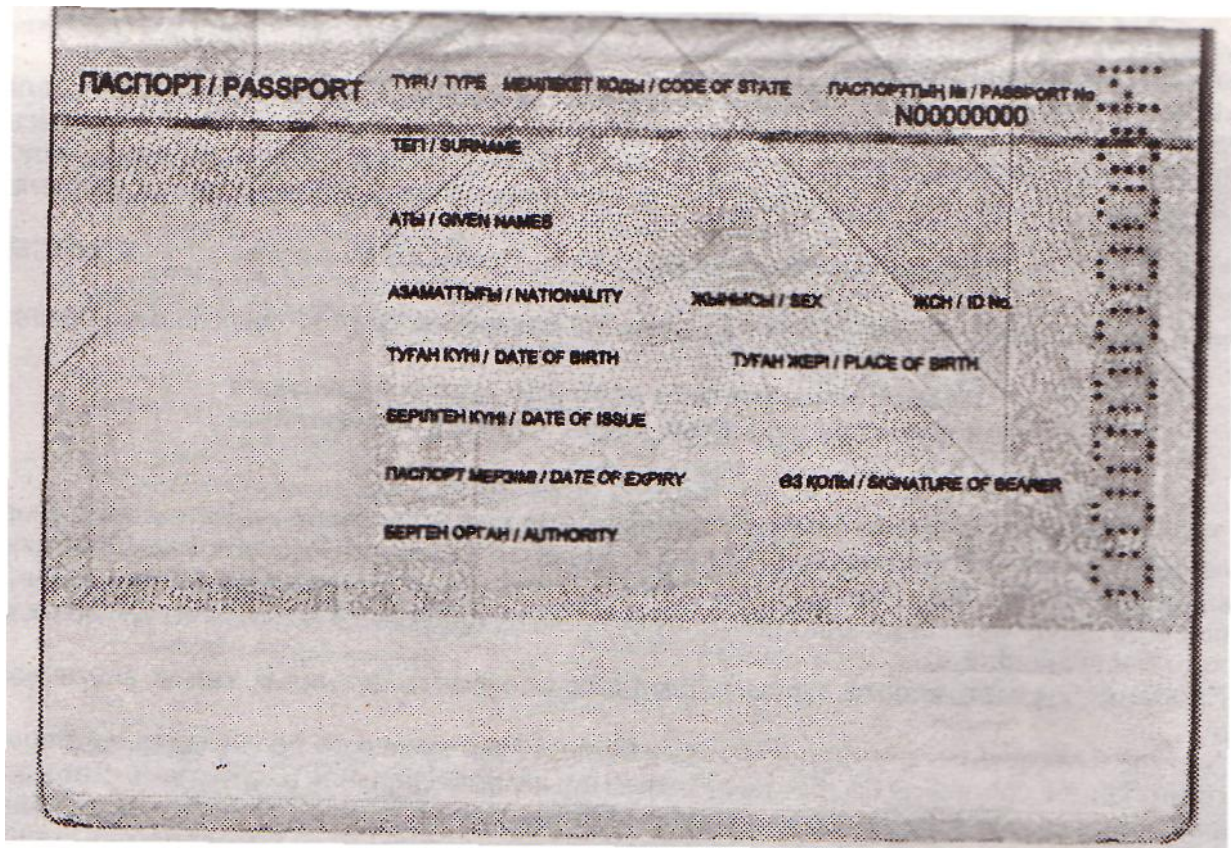 ПАСПОРТ / PASSPORT ТҮРІ / TYPE МЕМЛЕКЕТ КОДЫ / CODE OF STATE ПАСПОРТТЫҢ № / PASSPORT No
N00000000
ТЕГІ / SURNAME
АТЫ / GIVEN NAMES
АЗАМАТТЫҒЫ / NATIONALITY ЖЫНЫСЫ / SEX ЖСН / ID No.
ТУҒАН КҮНІ / DATE OF BIRTH ТУҒАН ЖЕРІ / PLACE OF BIRTH
БЕРІЛГЕН КҮНІ / DATE OF ISSUE
ПАСПОРТ МЕРЗІМІ / DATE OF EXPIRY ӨЗ ҚОЛЫ / SIGNATURE OF BEARER
БЕРГЕН ОРГАН / AUTHORITY